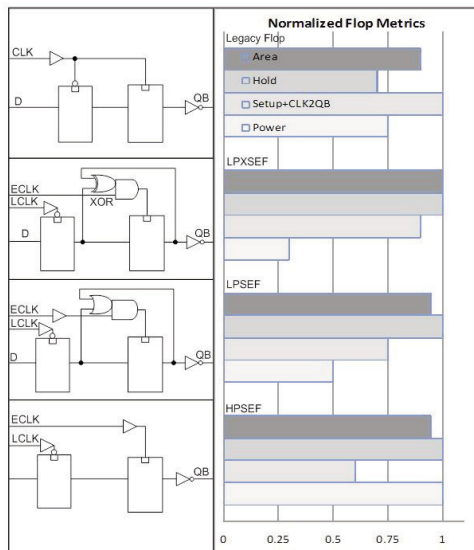 Normalized Flop Metrics
CLK
D
QB
Legacy Flop
Area
Hold
Setup+CLK2QB
Power
ECLK
LCLK
XOR
D
QB
LPXSEF
ECLK
LCLK
D
QB
LPSEF
ECLK
LCLK
QB
HPSEF
0 0.25 0.5 0.75 1